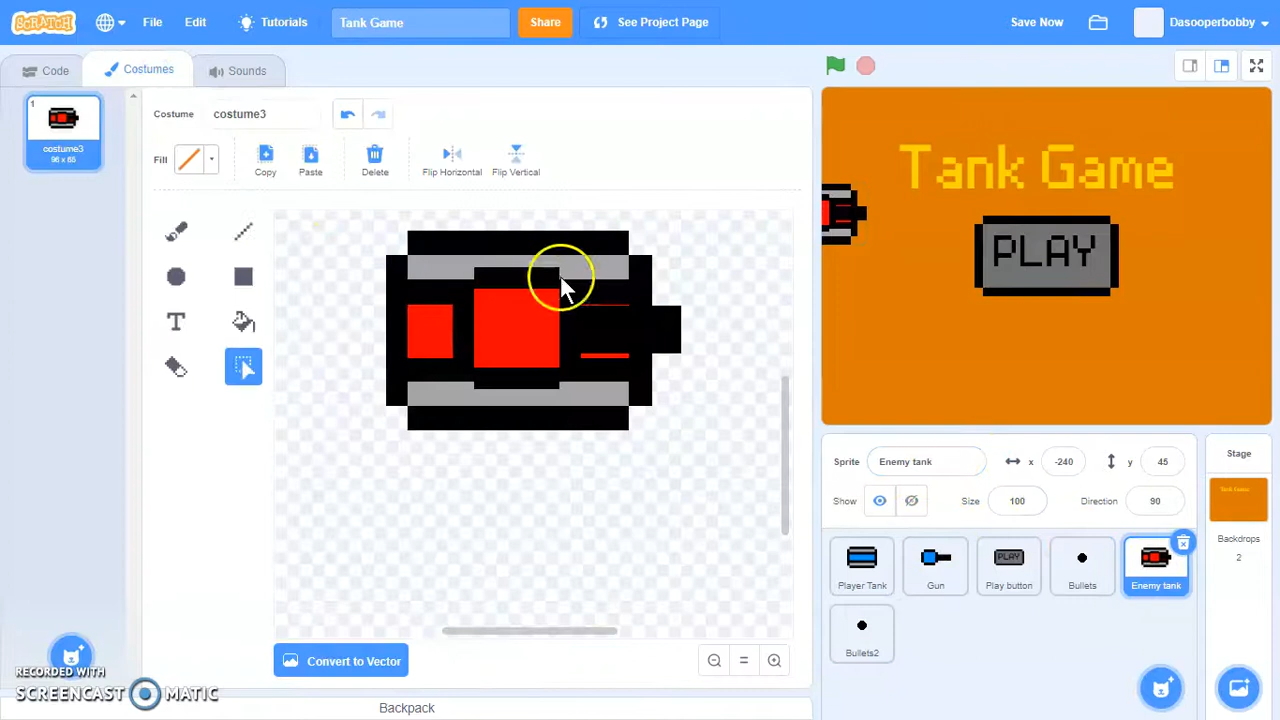 SCRATCH File Edit Tutorials Tank Game Share See Project Page Save Now Dasooperbobby
Code Costumes Sounds
1
costume3
96 x 65
Costume costume3
Fill Copy Paste Delete Flip Horizontal Flip Vertical
T
Convert to Vector
Backpack
RECORDED WITH
SCREENCAST MATIC
Tank Game
PLAY
Sprite Enemy tank x -240 y 45
Show Size 100 Direction 90
Player Tank Gun PLAY Play button Bullets Enemy tank
Bullets2
Stage
Tank Game
Backdrops
2